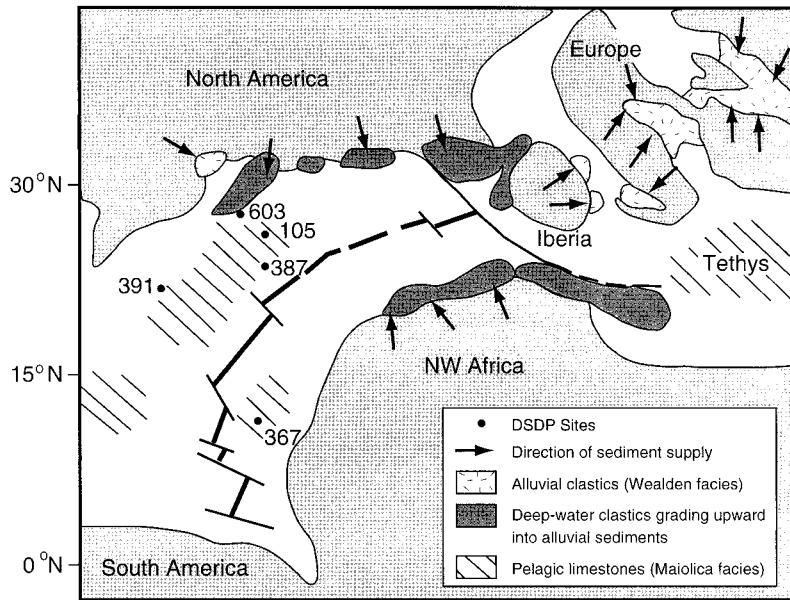 Europe
North America
30°N
603
105
387
391
Iberia
Tethys
15°N
NW Africa
367
DSDP Sites
Direction of sediment supply
Alluvial clastics (Wealden facies)
Deep-water clastics grading upward
into alluvial sediments
Pelagic limestones (Maiolica facies)
0°N
South America